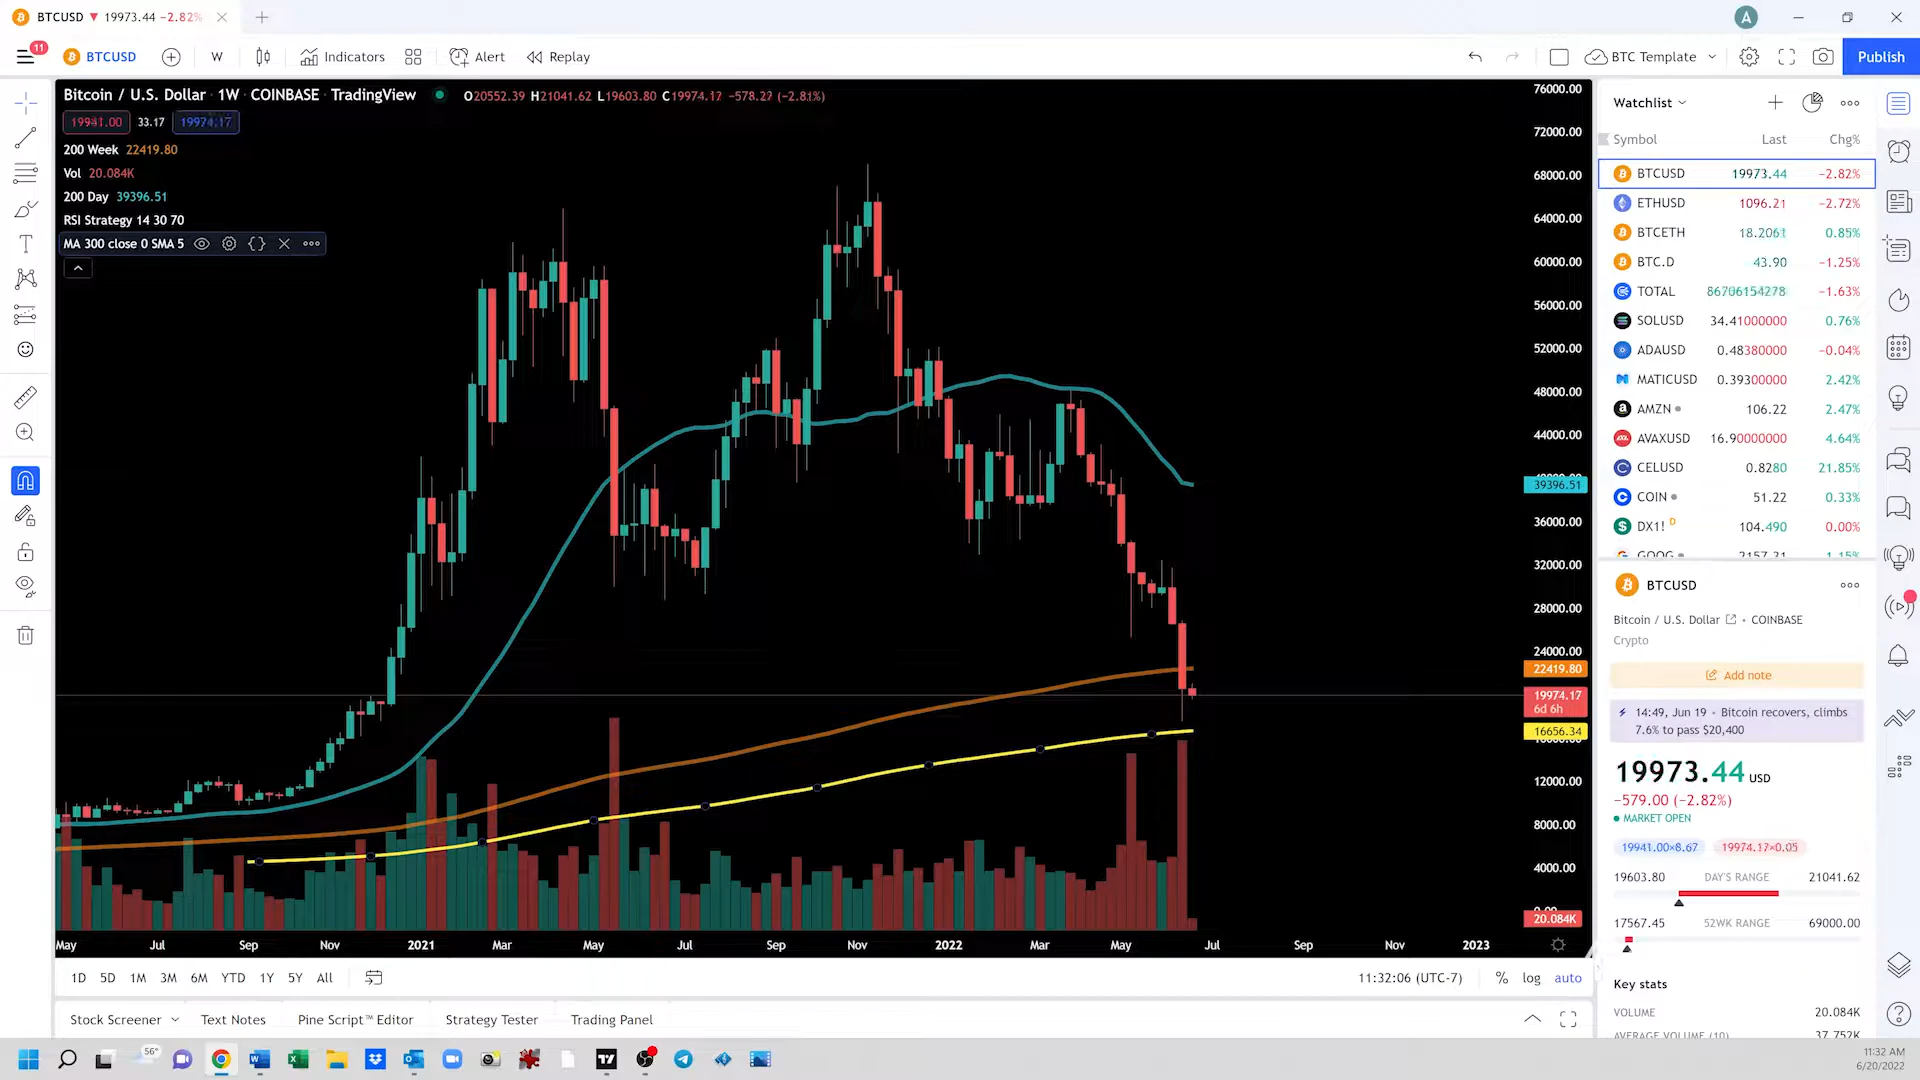 BTCUSD ▼ 19973.44 −2.82%
A
11
BTCUSD W Indicators Alert Replay BTC Template Publish
Bitcoin / U.S. Dollar · 1W · COINBASE · TradingView O20552.39 H21041.62 L19603.80 C19974.17 −578.27 (−2.81%)
19941.00 33.17 19974.17
200 Week 22419.80
Vol 20.084K
200 Day 39396.51
RSI Strategy 14 30 70
MA 300 close 0 SMA 5
76000.00
72000.00
68000.00
64000.00
60000.00
56000.00
52000.00
48000.00
44000.00
39396.51
36000.00
32000.00
28000.00
24000.00
22419.80
19974.17
6d 6h
16656.34
12000.00
8000.00
4000.00
20.084K
May Jul Sep Nov 2021 Mar May Jul Sep Nov 2022 Mar May Jul Sep Nov 2023
1D 5D 1M 3M 6M YTD 1Y 5Y All 11:32:06 (UTC-7) % log auto
Stock Screener Text Notes Pine Script™ Editor Strategy Tester Trading Panel
Watchlist
Symbol Last Chg%
BTCUSD 19973.44 −2.82%
ETHUSD 1096.21 −2.72%
BTCETH 18.2061 0.85%
BTC.D 43.90 −1.25%
TOTAL 86706154278 −1.63%
SOLUSD 34.41000000 0.76%
ADAUSD 0.48380000 −0.04%
MATICUSD 0.39300000 2.42%
AMZN 106.22 2.47%
AVAXUSD 16.90000000 4.64%
CELUSD 0.8280 21.85%
COIN 51.22 0.33%
DX1! D 104.490 0.00%
GOOG 2157.31 1.15%
BTCUSD
Bitcoin / U.S. Dollar • COINBASE
Crypto
Add note
14:49, Jun 19 • Bitcoin recovers, climbs
7.6% to pass $20,400
19973.44 USD
−579.00 (−2.82%)
MARKET OPEN
19941.00×8.67 19974.17×0.05
19603.80 DAY'S RANGE 21041.62
17567.45 52WK RANGE 69000.00
Key stats
VOLUME 20.084K
AVERAGE VOLUME (10) 37.752K
56°
11:32 AM
6/20/2022